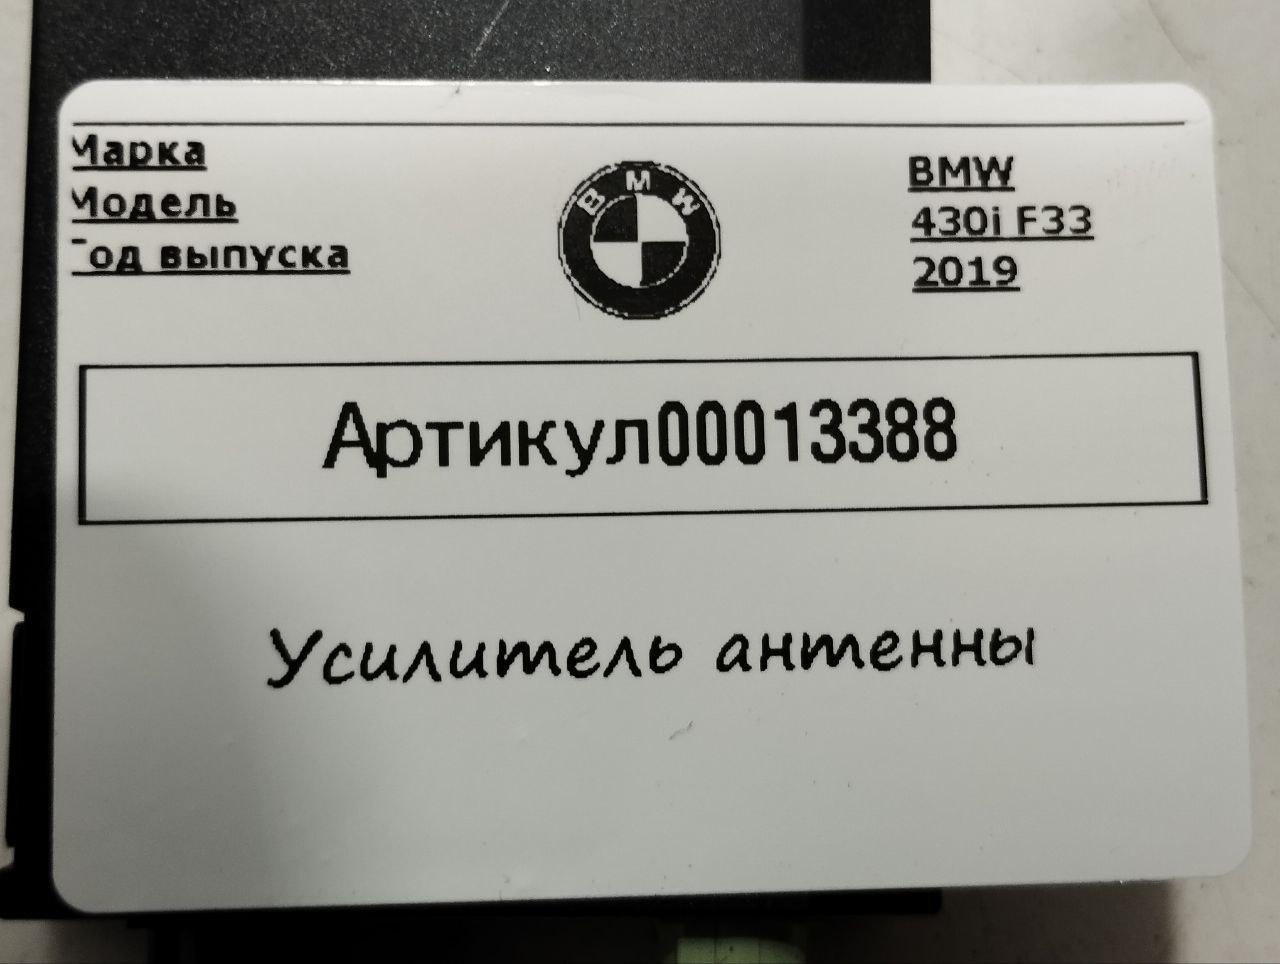 Марка
Модель
Год выпуска
B M W
BMW
430i F33
2019
Артикул00013388
Усилитель антенны